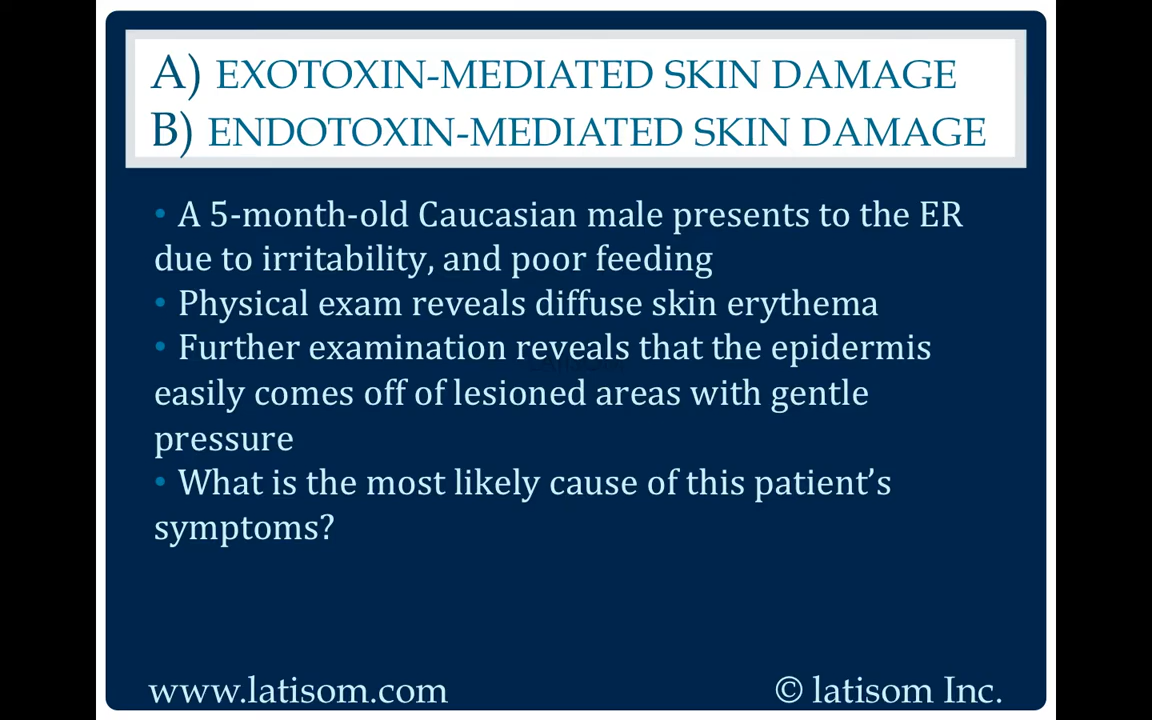 A) EXOTOXIN-MEDIATED SKIN DAMAGE
B) ENDOTOXIN-MEDIATED SKIN DAMAGE
• A 5-month-old Caucasian male presents to the ER
due to irritability, and poor feeding
• Physical exam reveals diffuse skin erythema
• Further examination reveals that the epidermis
easily comes off of lesioned areas with gentle
pressure
• What is the most likely cause of this patient’s
symptoms?
www.latisom.com
© latisom Inc.